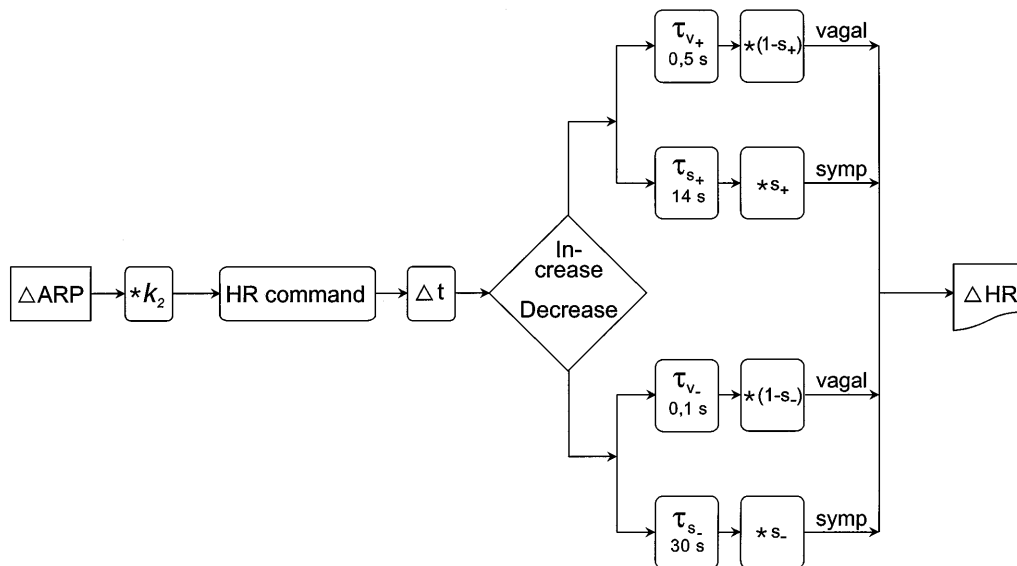 τv+
0,5 s
*(1-s+)
vagal
τs+
14 s
*s+
symp
△ARP
*k2
HR command
△t
In-
crease
Decrease
△HR
τv-
0,1 s
*(1-s-)
vagal
τs-
30 s
*s-
symp